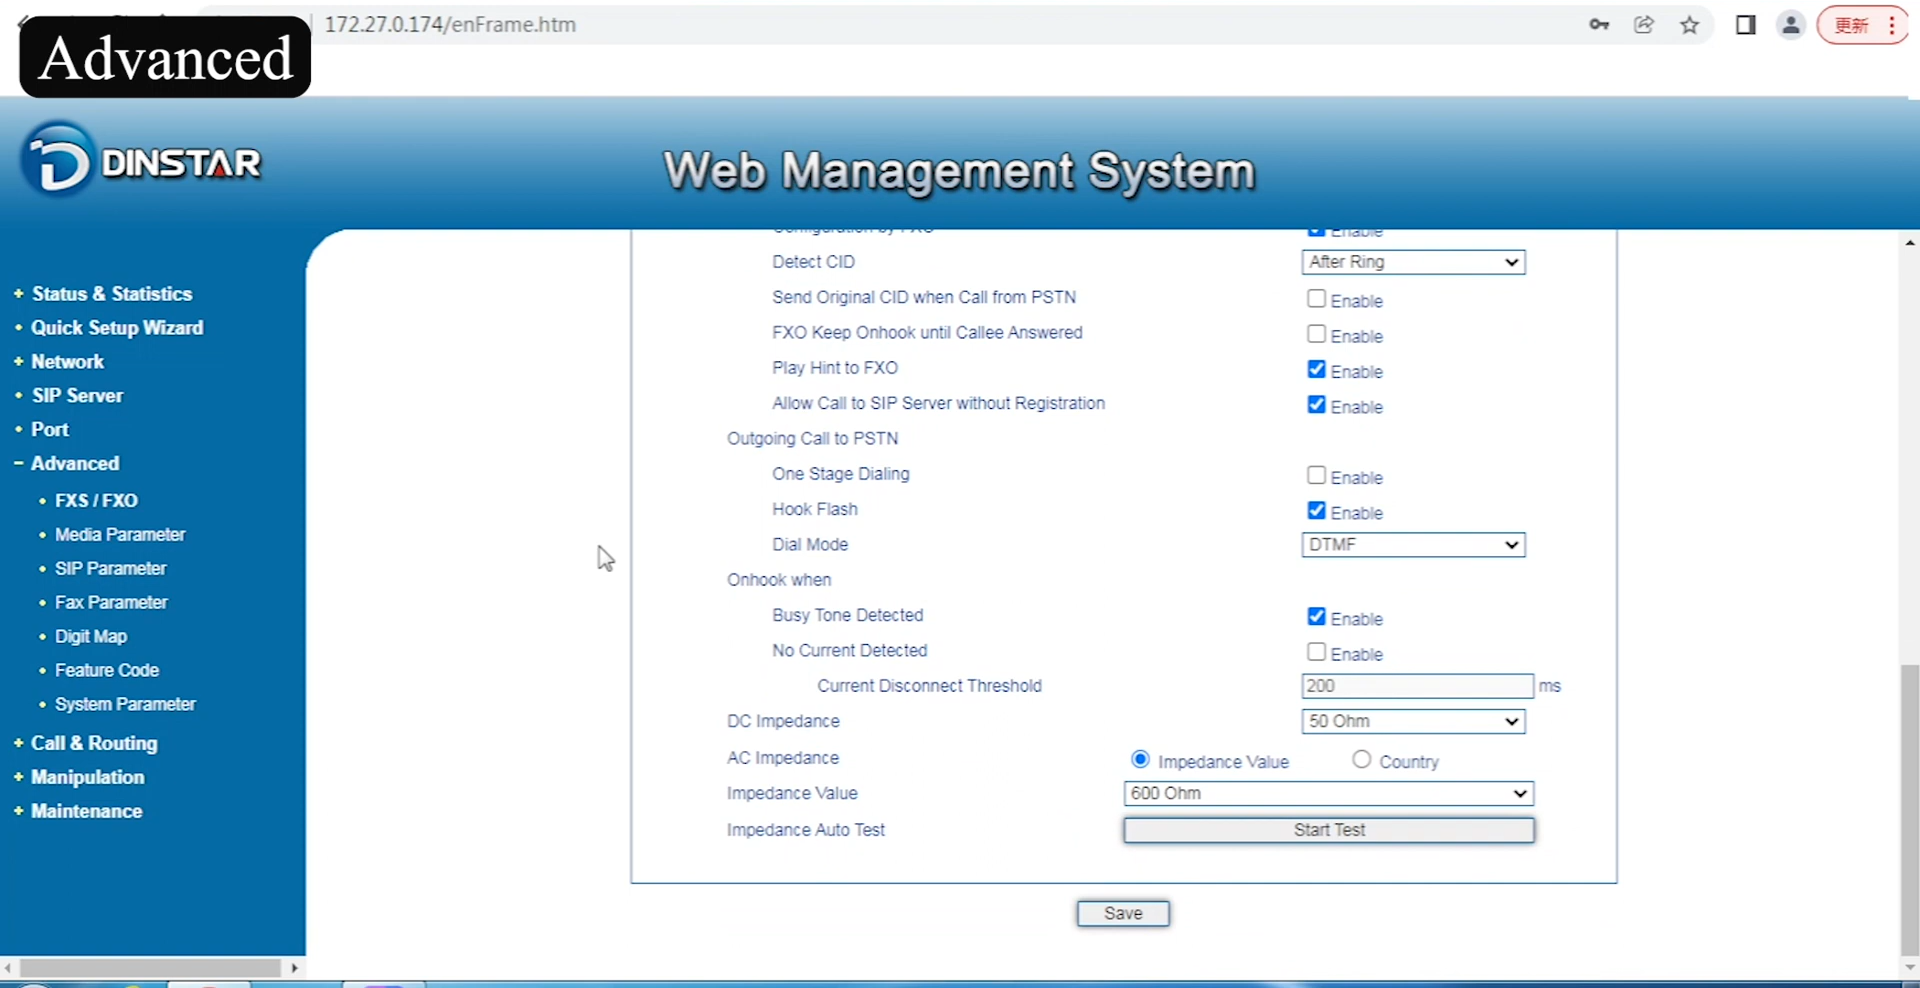 172.27.0.174/enFrame.htm
更新
Advanced
DINSTAR
Web Management System
+ Status & Statistics
• Quick Setup Wizard
+ Network
• SIP Server
• Port
− Advanced
• FXS / FXO
• Media Parameter
• SIP Parameter
• Fax Parameter
• Digit Map
• Feature Code
• System Parameter
+ Call & Routing
+ Manipulation
+ Maintenance
Configuration by FXO Enable
Detect CID After Ring
Send Original CID when Call from PSTN Enable
FXO Keep Onhook until Callee Answered Enable
Play Hint to FXO Enable
Allow Call to SIP Server without Registration Enable
Outgoing Call to PSTN
One Stage Dialing Enable
Hook Flash Enable
Dial Mode DTMF
Onhook when
Busy Tone Detected Enable
No Current Detected Enable
Current Disconnect Threshold 200 ms
DC Impedance 50 Ohm
AC Impedance Impedance Value Country
Impedance Value 600 Ohm
Impedance Auto Test Start Test
Save